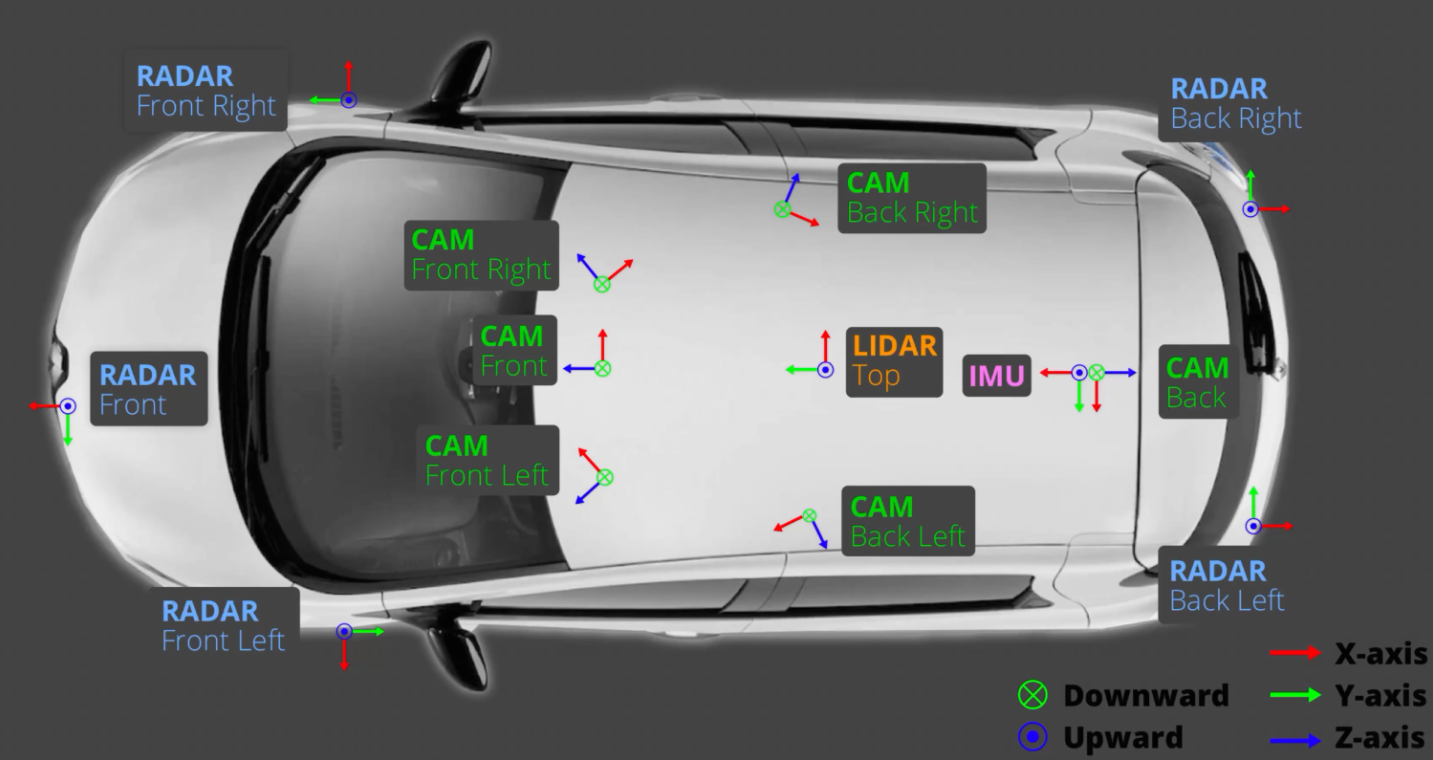 RADAR
Front Right
RADAR
Back Right
CAM
Back Right
CAM
Front Right
CAM
Front
LIDAR
Top
IMU
CAM
Back
RADAR
Front
CAM
Front Left
CAM
Back Left
RADAR
Back Left
RADAR
Front Left
X-axis
Downward
Y-axis
Upward
Z-axis